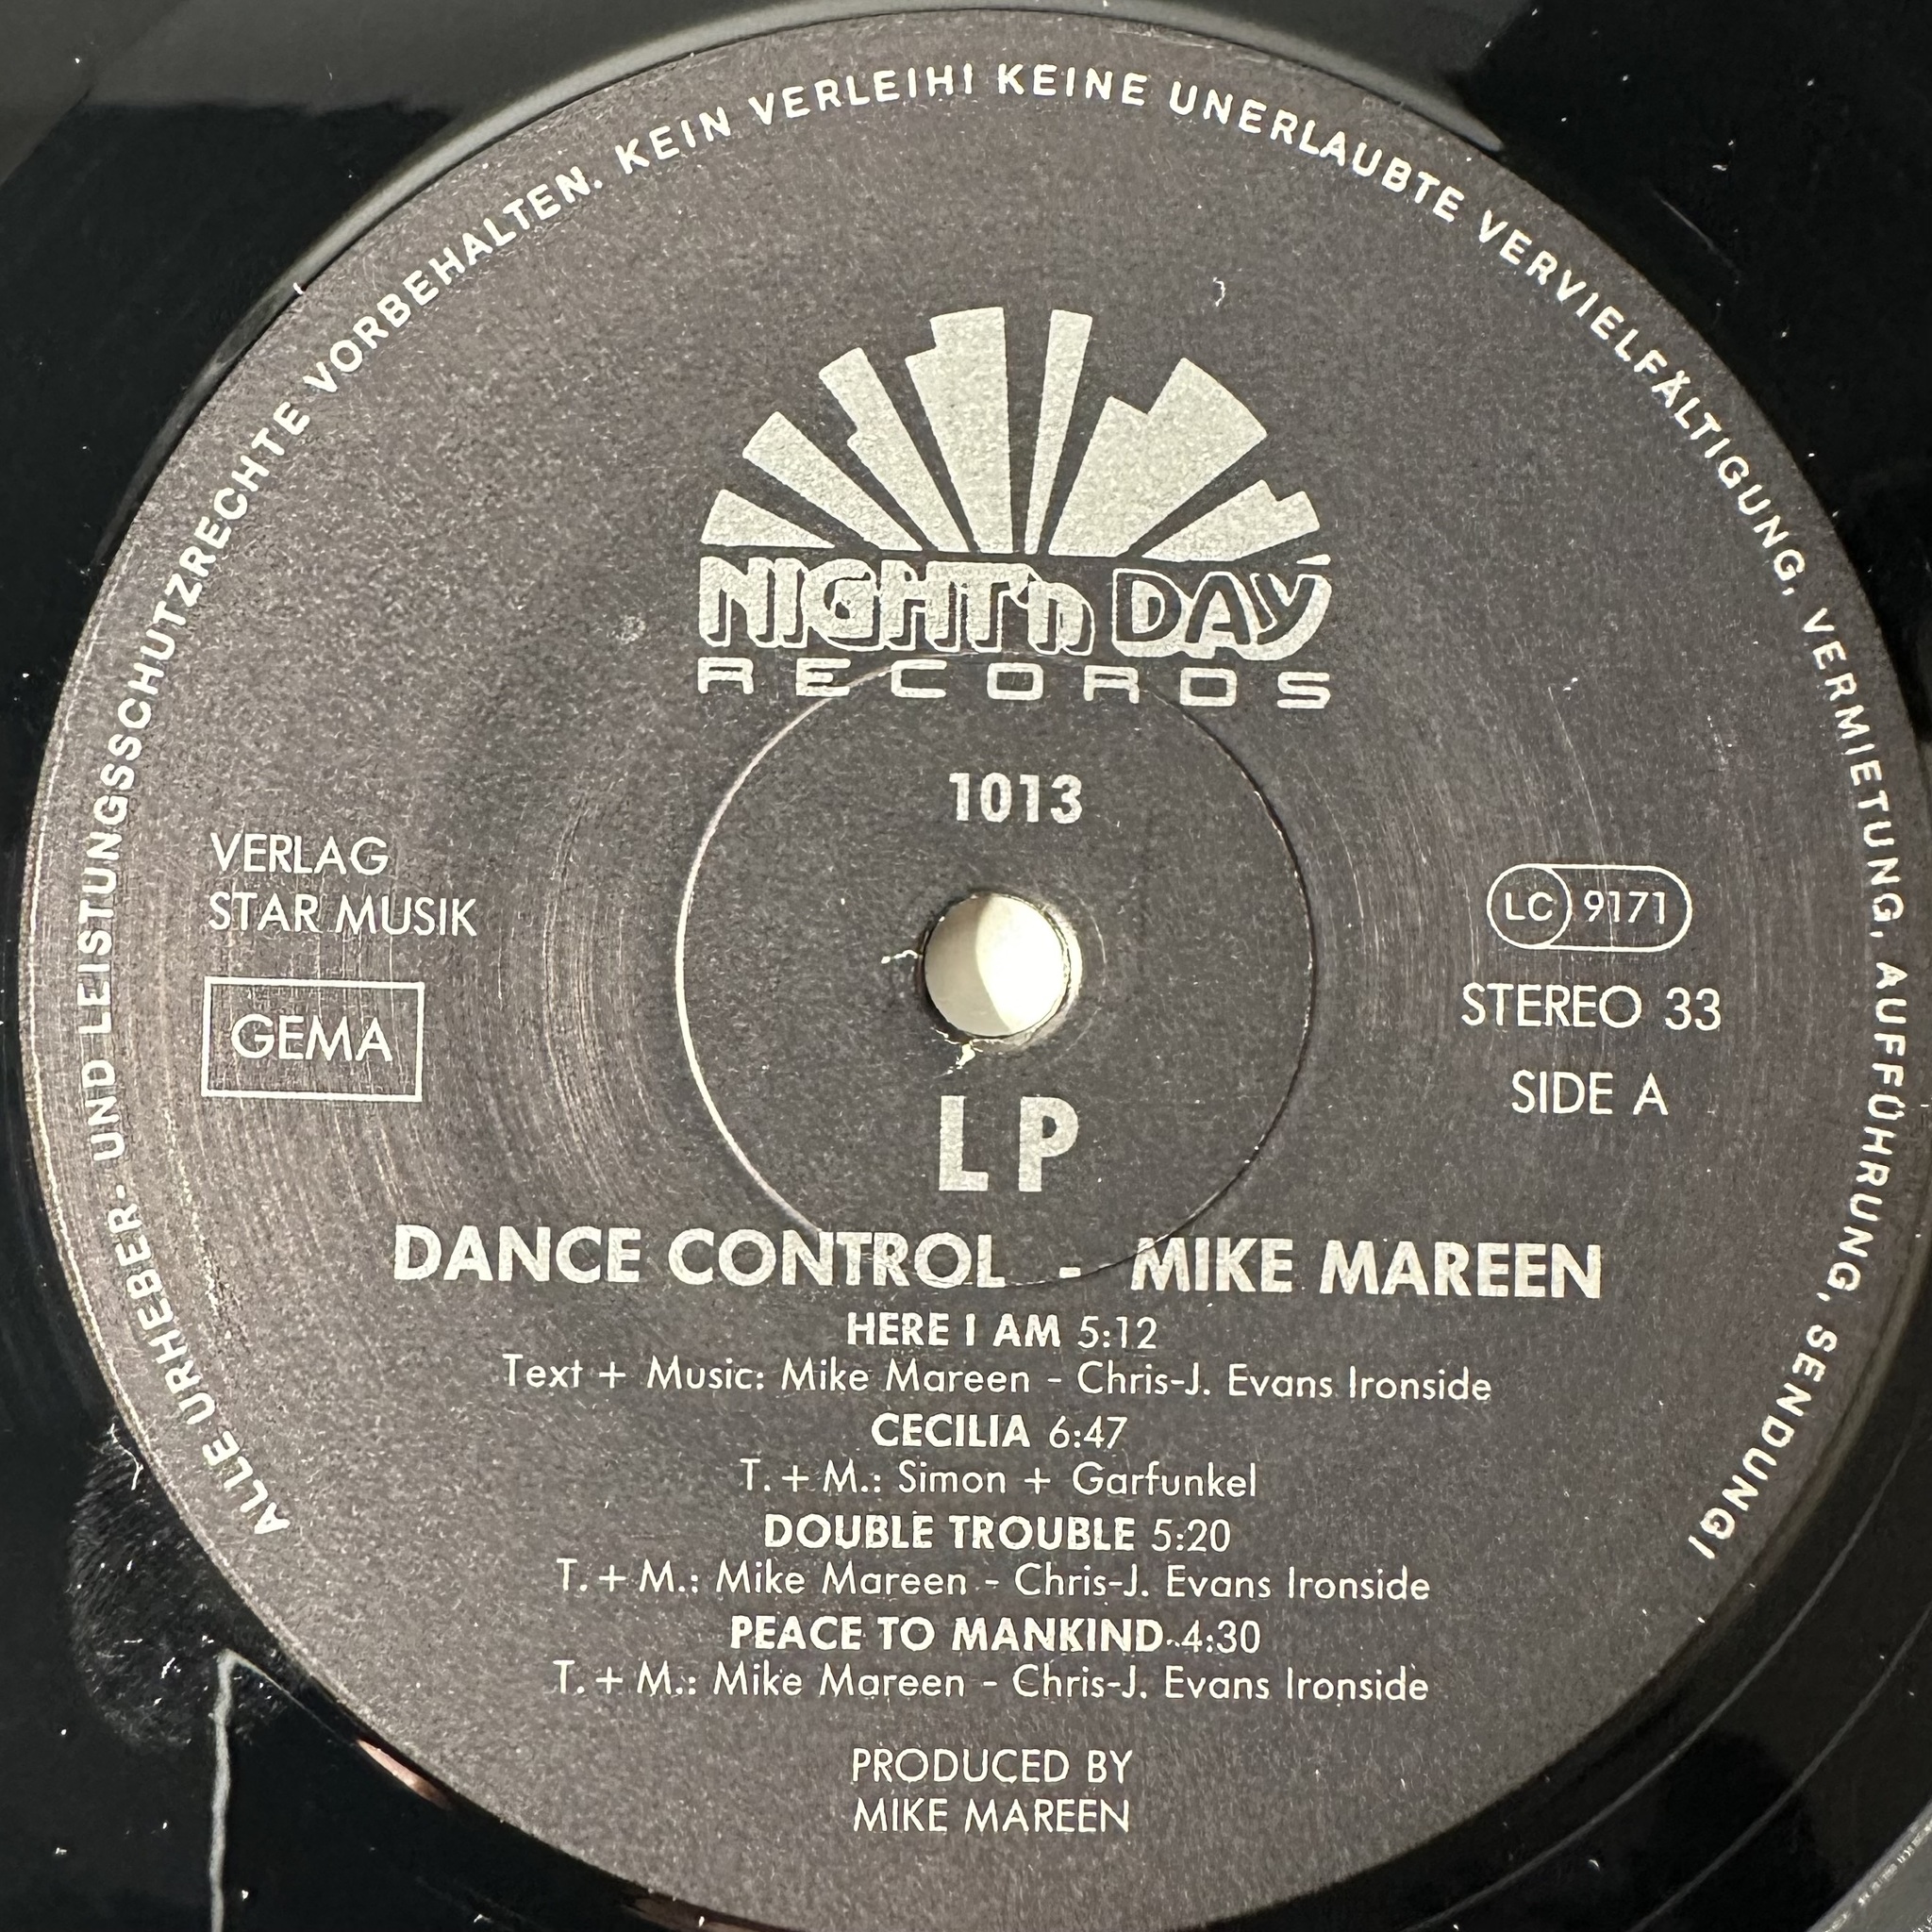 ALLE URHEBER- UND LEISTUNGSSCHUTZRECHTE VORBEHALTEN. KEIN VERLEIH! KEINE UNERLAUBTE VERVIELFÄLTIGUNG, VERMIETUNG, AUFFÜHRUNG, SENDUNG!
NIGHT'n DAY
RECORDS
1013
VERLAG
STAR MUSIK
GEMA
LC 9171
STEREO 33
SIDE A
LP
DANCE CONTROL - MIKE MAREEN
HERE I AM 5:12
Text + Music: Mike Mareen - Chris-J. Evans Ironside
CECILIA 6:47
T. + M.: Simon + Garfunkel
DOUBLE TROUBLE 5:20
T. + M.: Mike Mareen - Chris-J. Evans Ironside
PEACE TO MANKIND 4:30
T. + M.: Mike Mareen - Chris-J. Evans Ironside
PRODUCED BY
MIKE MAREEN